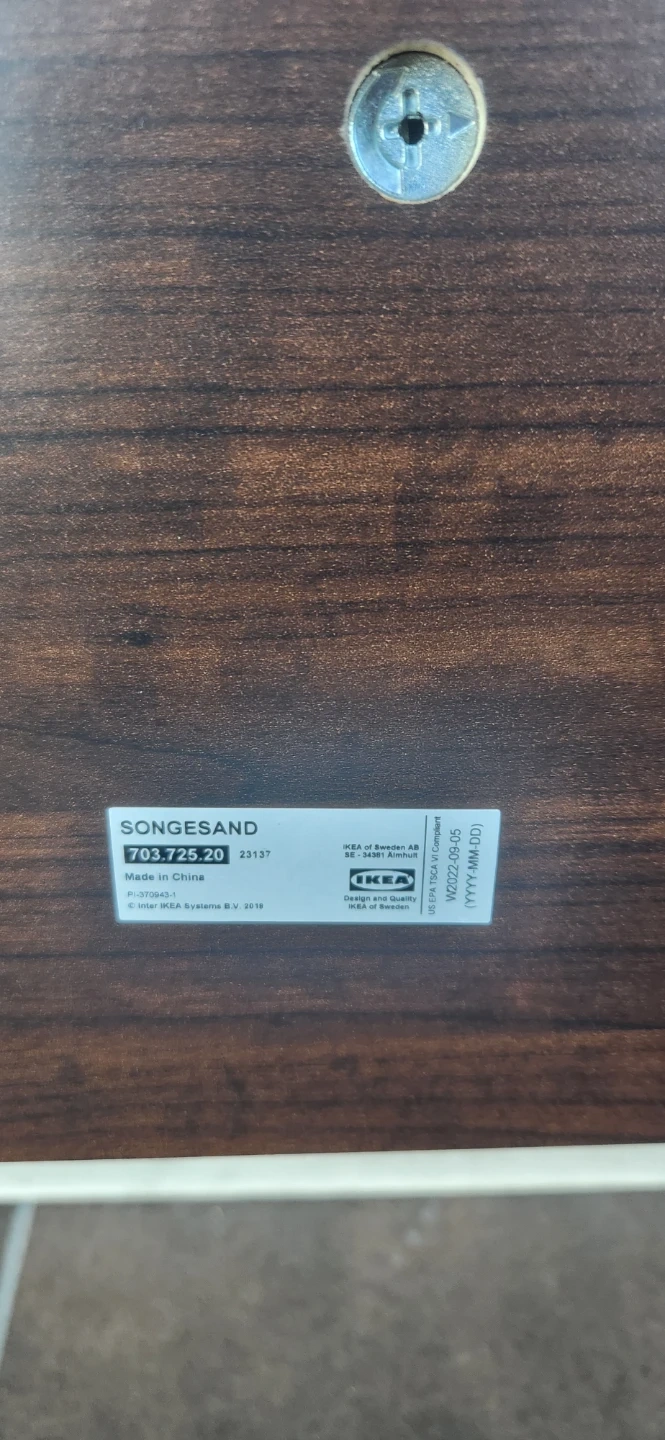 SONGESAND
703.725.20 23137
Made in China
PI-370943-1
© Inter IKEA Systems B.V. 2019
IKEA of Sweden AB
SE - 34381 Älmhult
IKEA
Design and Quality
IKEA of Sweden
US EPA TSCA VI Compliant
W2022-09-05
(YYYY-MM-DD)